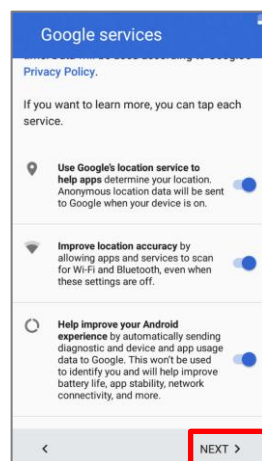 Google services
Privacy Policy.
If you want to learn more, you can tap each
service.
Use Google's location service to
help apps determine your location.
Anonymous location data will be sent
to Google when your device is on.
Improve location accuracy by
allowing apps and services to scan
for Wi-Fi and Bluetooth, even when
these settings are off.
Help improve your Android
experience by automatically sending
diagnostic and device and app usage
data to Google. This won't be used
to identify you and will help improve
battery life, app stability, network
connectivity, and more.
NEXT